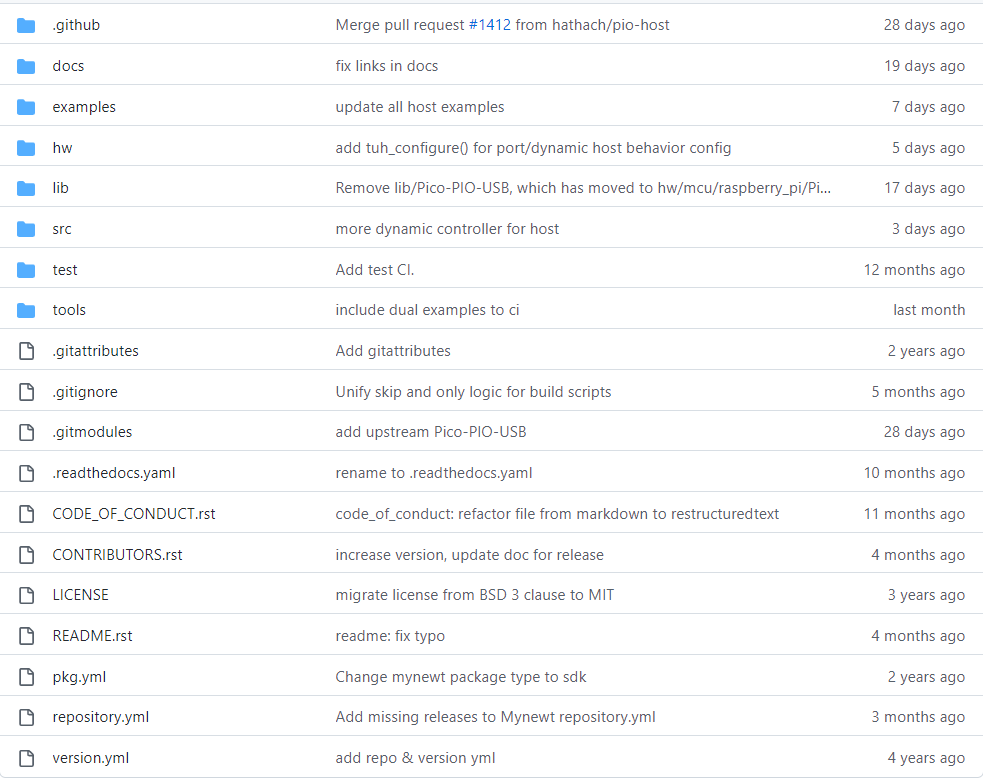 .github Merge pull request #1412 from hathach/pio-host 28 days ago
docs fix links in docs 19 days ago
examples update all host examples 7 days ago
hw add tuh_configure() for port/dynamic host behavior config 5 days ago
lib Remove lib/Pico-PIO-USB, which has moved to hw/mcu/raspberry_pi/Pi... 17 days ago
src more dynamic controller for host 3 days ago
test Add test CI. 12 months ago
tools include dual examples to ci last month
.gitattributes Add gitattributes 2 years ago
.gitignore Unify skip and only logic for build scripts 5 months ago
.gitmodules add upstream Pico-PIO-USB 28 days ago
.readthedocs.yaml rename to .readthedocs.yaml 10 months ago
CODE_OF_CONDUCT.rst code_of_conduct: refactor file from markdown to restructuredtext 11 months ago
CONTRIBUTORS.rst increase version, update doc for release 4 months ago
LICENSE migrate license from BSD 3 clause to MIT 3 years ago
README.rst readme: fix typo 4 months ago
pkg.yml Change mynewt package type to sdk 2 years ago
repository.yml Add missing releases to Mynewt repository.yml 3 months ago
version.yml add repo & version yml 4 years ago